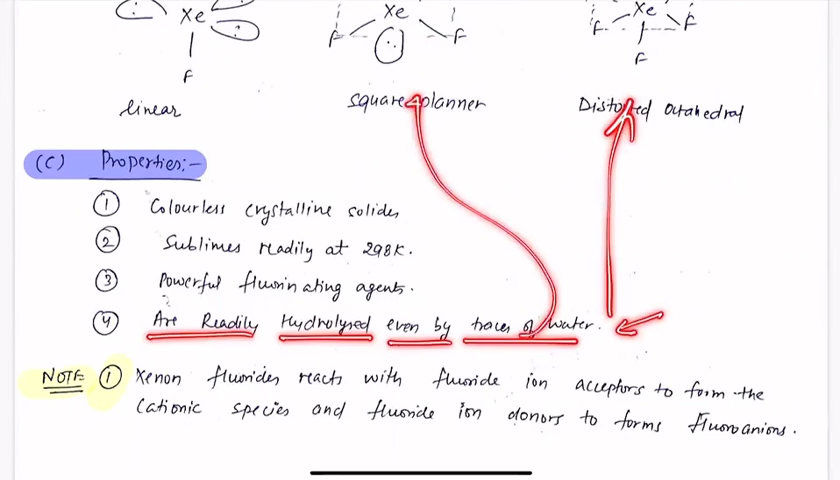 Xe
Xe
Xe
F
F
F
F
F
F
linear
square planner
Distorted octahedral
(C) Properties:-
① Colourless crystalline solids,
② Sublimes readily at 298K.
③ Powerful fluorinating agents.
④ Are Readily Hydrolysed even by traces of water.
NOTE ① Xenon fluorides reacts with fluoride ion acceptors to form the
Cationic species and fluoride ion donors to forms fluoroanions.